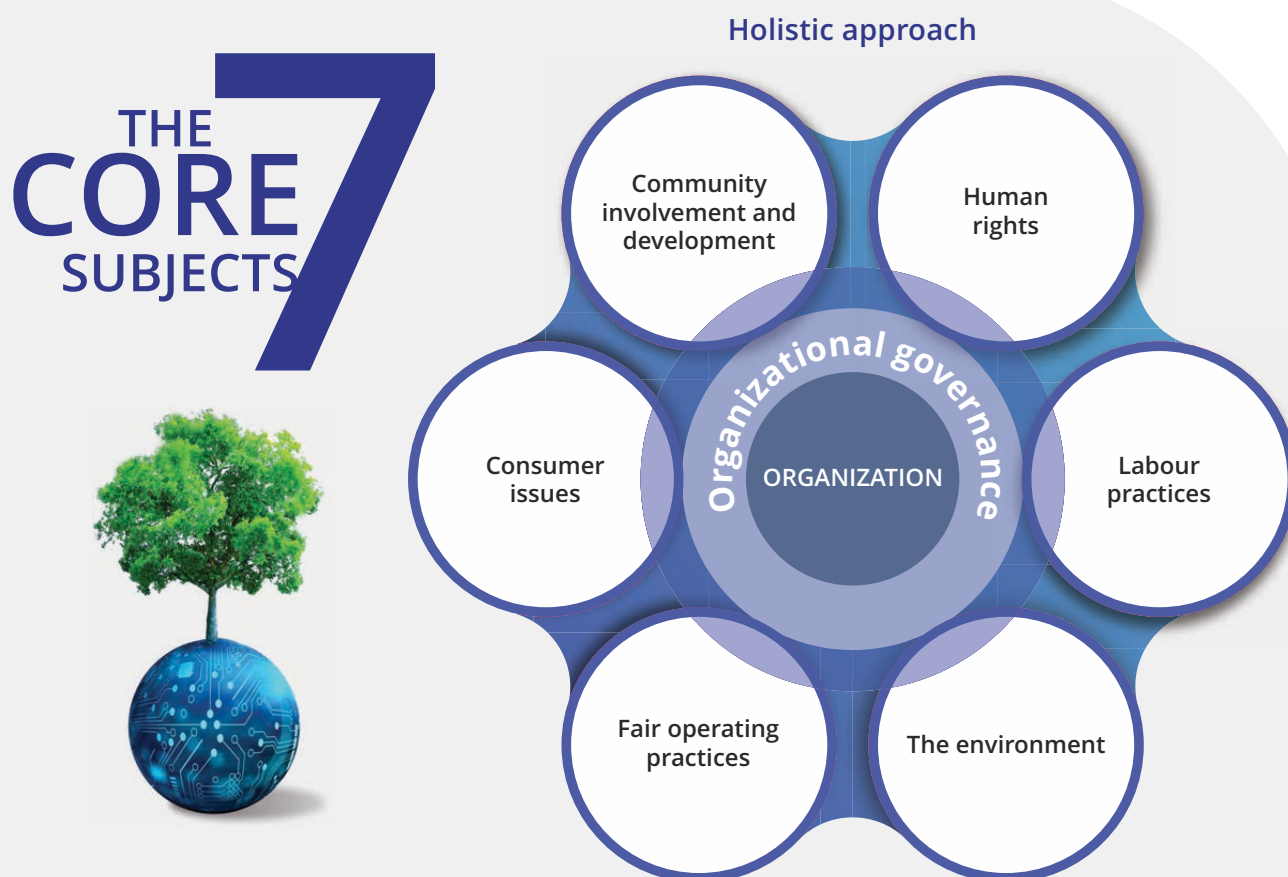 THE
CORE
SUBJECTS
7
Holistic approach
Community
involvement and
development
Human
rights
Consumer
issues
Organizational governance
ORGANIZATION
Labour
practices
Fair operating
practices
The environment